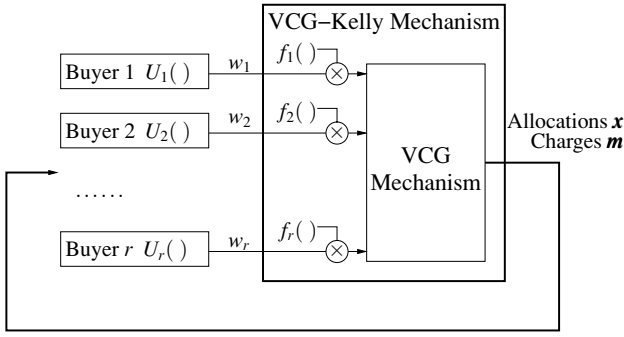 VCG–Kelly Mechanism
Buyer 1 U₁( )
w₁
f₁( )
×
Buyer 2 U₂( )
w₂
f₂( )
×
Allocations x
Charges m
VCG
Mechanism
......
Buyer r Uᵣ( )
wᵣ
fᵣ( )
×